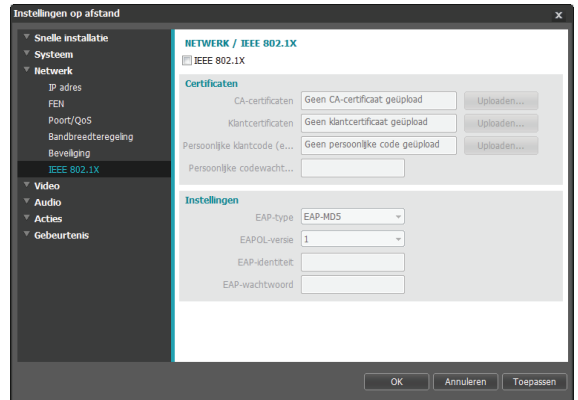 Instellingen op afstand
x
Snelle installatie
Systeem
Netwerk
IP adres
FEN
Poort/QoS
Bandbreedteregeling
Beveiliging
IEEE 802.1X
Video
Audio
Acties
Gebeurtenis
NETWERK / IEEE 802.1X
IEEE 802.1X
Certificaten
CA-certificaten Geen CA-certificaat geüpload Uploaden...
Klantcertificaten Geen klantcertificaat geüpload Uploaden...
Persoonlijke klantcode (e... Geen persoonlijke code geüpload Uploaden...
Persoonlijke codewacht...
Instellingen
EAP-type EAP-MD5
EAPOL-versie 1
EAP-identiteit
EAP-wachtwoord
OK Annuleren Toepassen